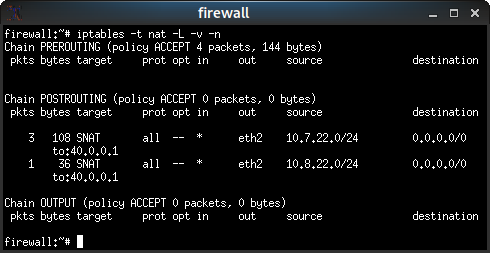 firewall
firewall:~# iptables -t nat -L -v -n
Chain PREROUTING (policy ACCEPT 4 packets, 144 bytes)
 pkts bytes target     prot opt in     out     source               destination
Chain POSTROUTING (policy ACCEPT 0 packets, 0 bytes)
 pkts bytes target     prot opt in     out     source               destination
    3   108 SNAT       all  --  *      eth2    10.7.22.0/24         0.0.0.0/0
        to:40.0.0.1
    1    36 SNAT       all  --  *      eth2    10.8.22.0/24         0.0.0.0/0
        to:40.0.0.1
Chain OUTPUT (policy ACCEPT 0 packets, 0 bytes)
 pkts bytes target     prot opt in     out     source               destination
firewall:~#